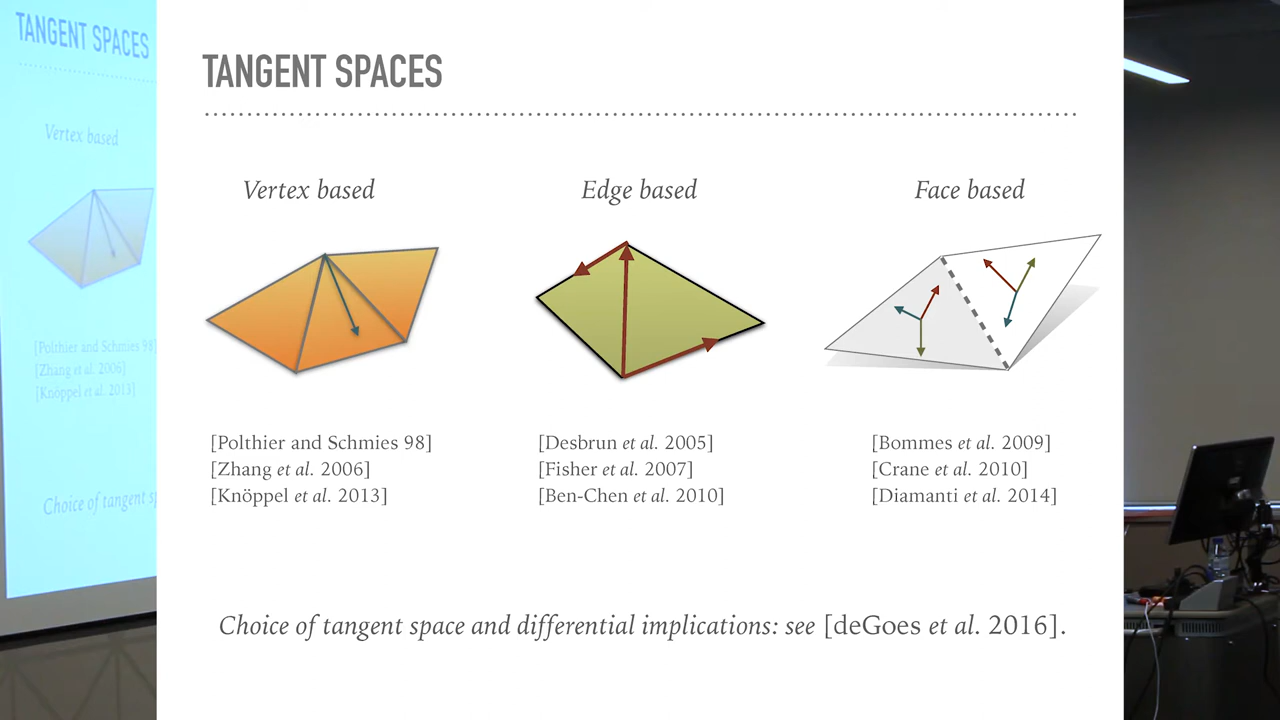 TANGENT SPACES
Vertex based
Edge based
Face based
[Polthier and Schmies 98]
[Zhang et al. 2006]
[Knöppel et al. 2013]
[Desbrun et al. 2005]
[Fisher et al. 2007]
[Ben-Chen et al. 2010]
[Bommes et al. 2009]
[Crane et al. 2010]
[Diamanti et al. 2014]
Choice of tangent space and differential implications: see [deGoes et al. 2016].
TANGENT SPACES
Vertex based
[Polthier and Schmies 98]
[Zhang et al. 2006]
[Knöppel et al. 2013]
Choice of tangent sp